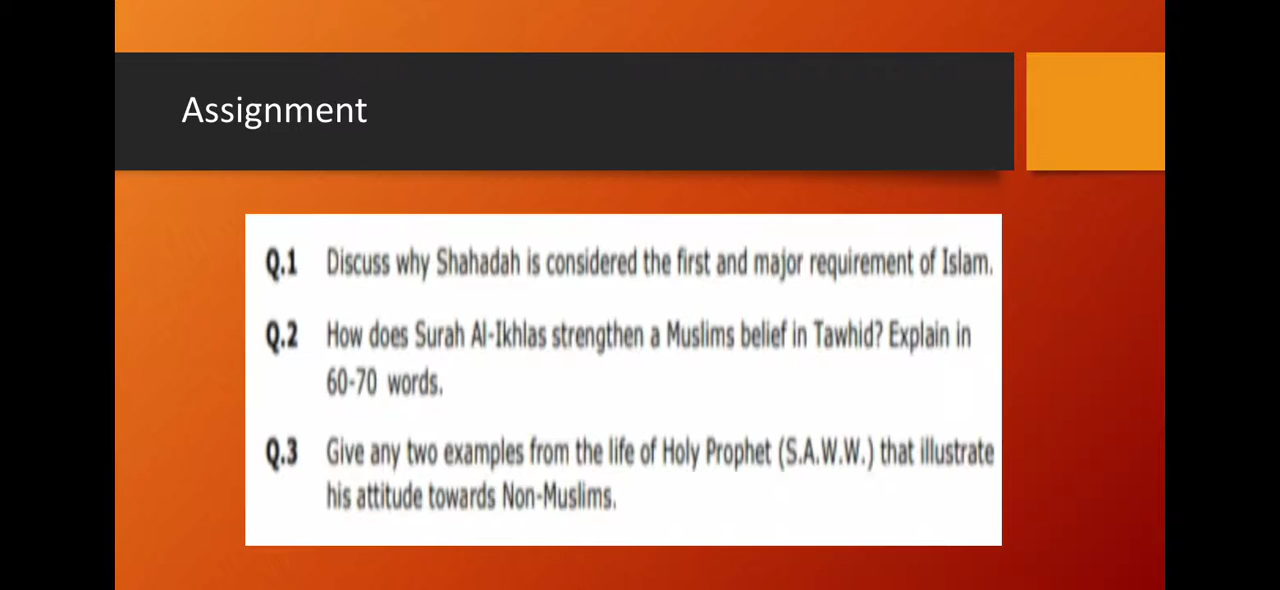 Assignment
Q.1 Discuss why Shahadah is considered the first and major requirement of Islam.
Q.2 How does Surah Al-Ikhlas strengthen a Muslims belief in Tawhid? Explain in
60-70 words.
Q.3 Give any two examples from the life of Holy Prophet (S.A.W.W.) that illustrate
his attitude towards Non-Muslims.